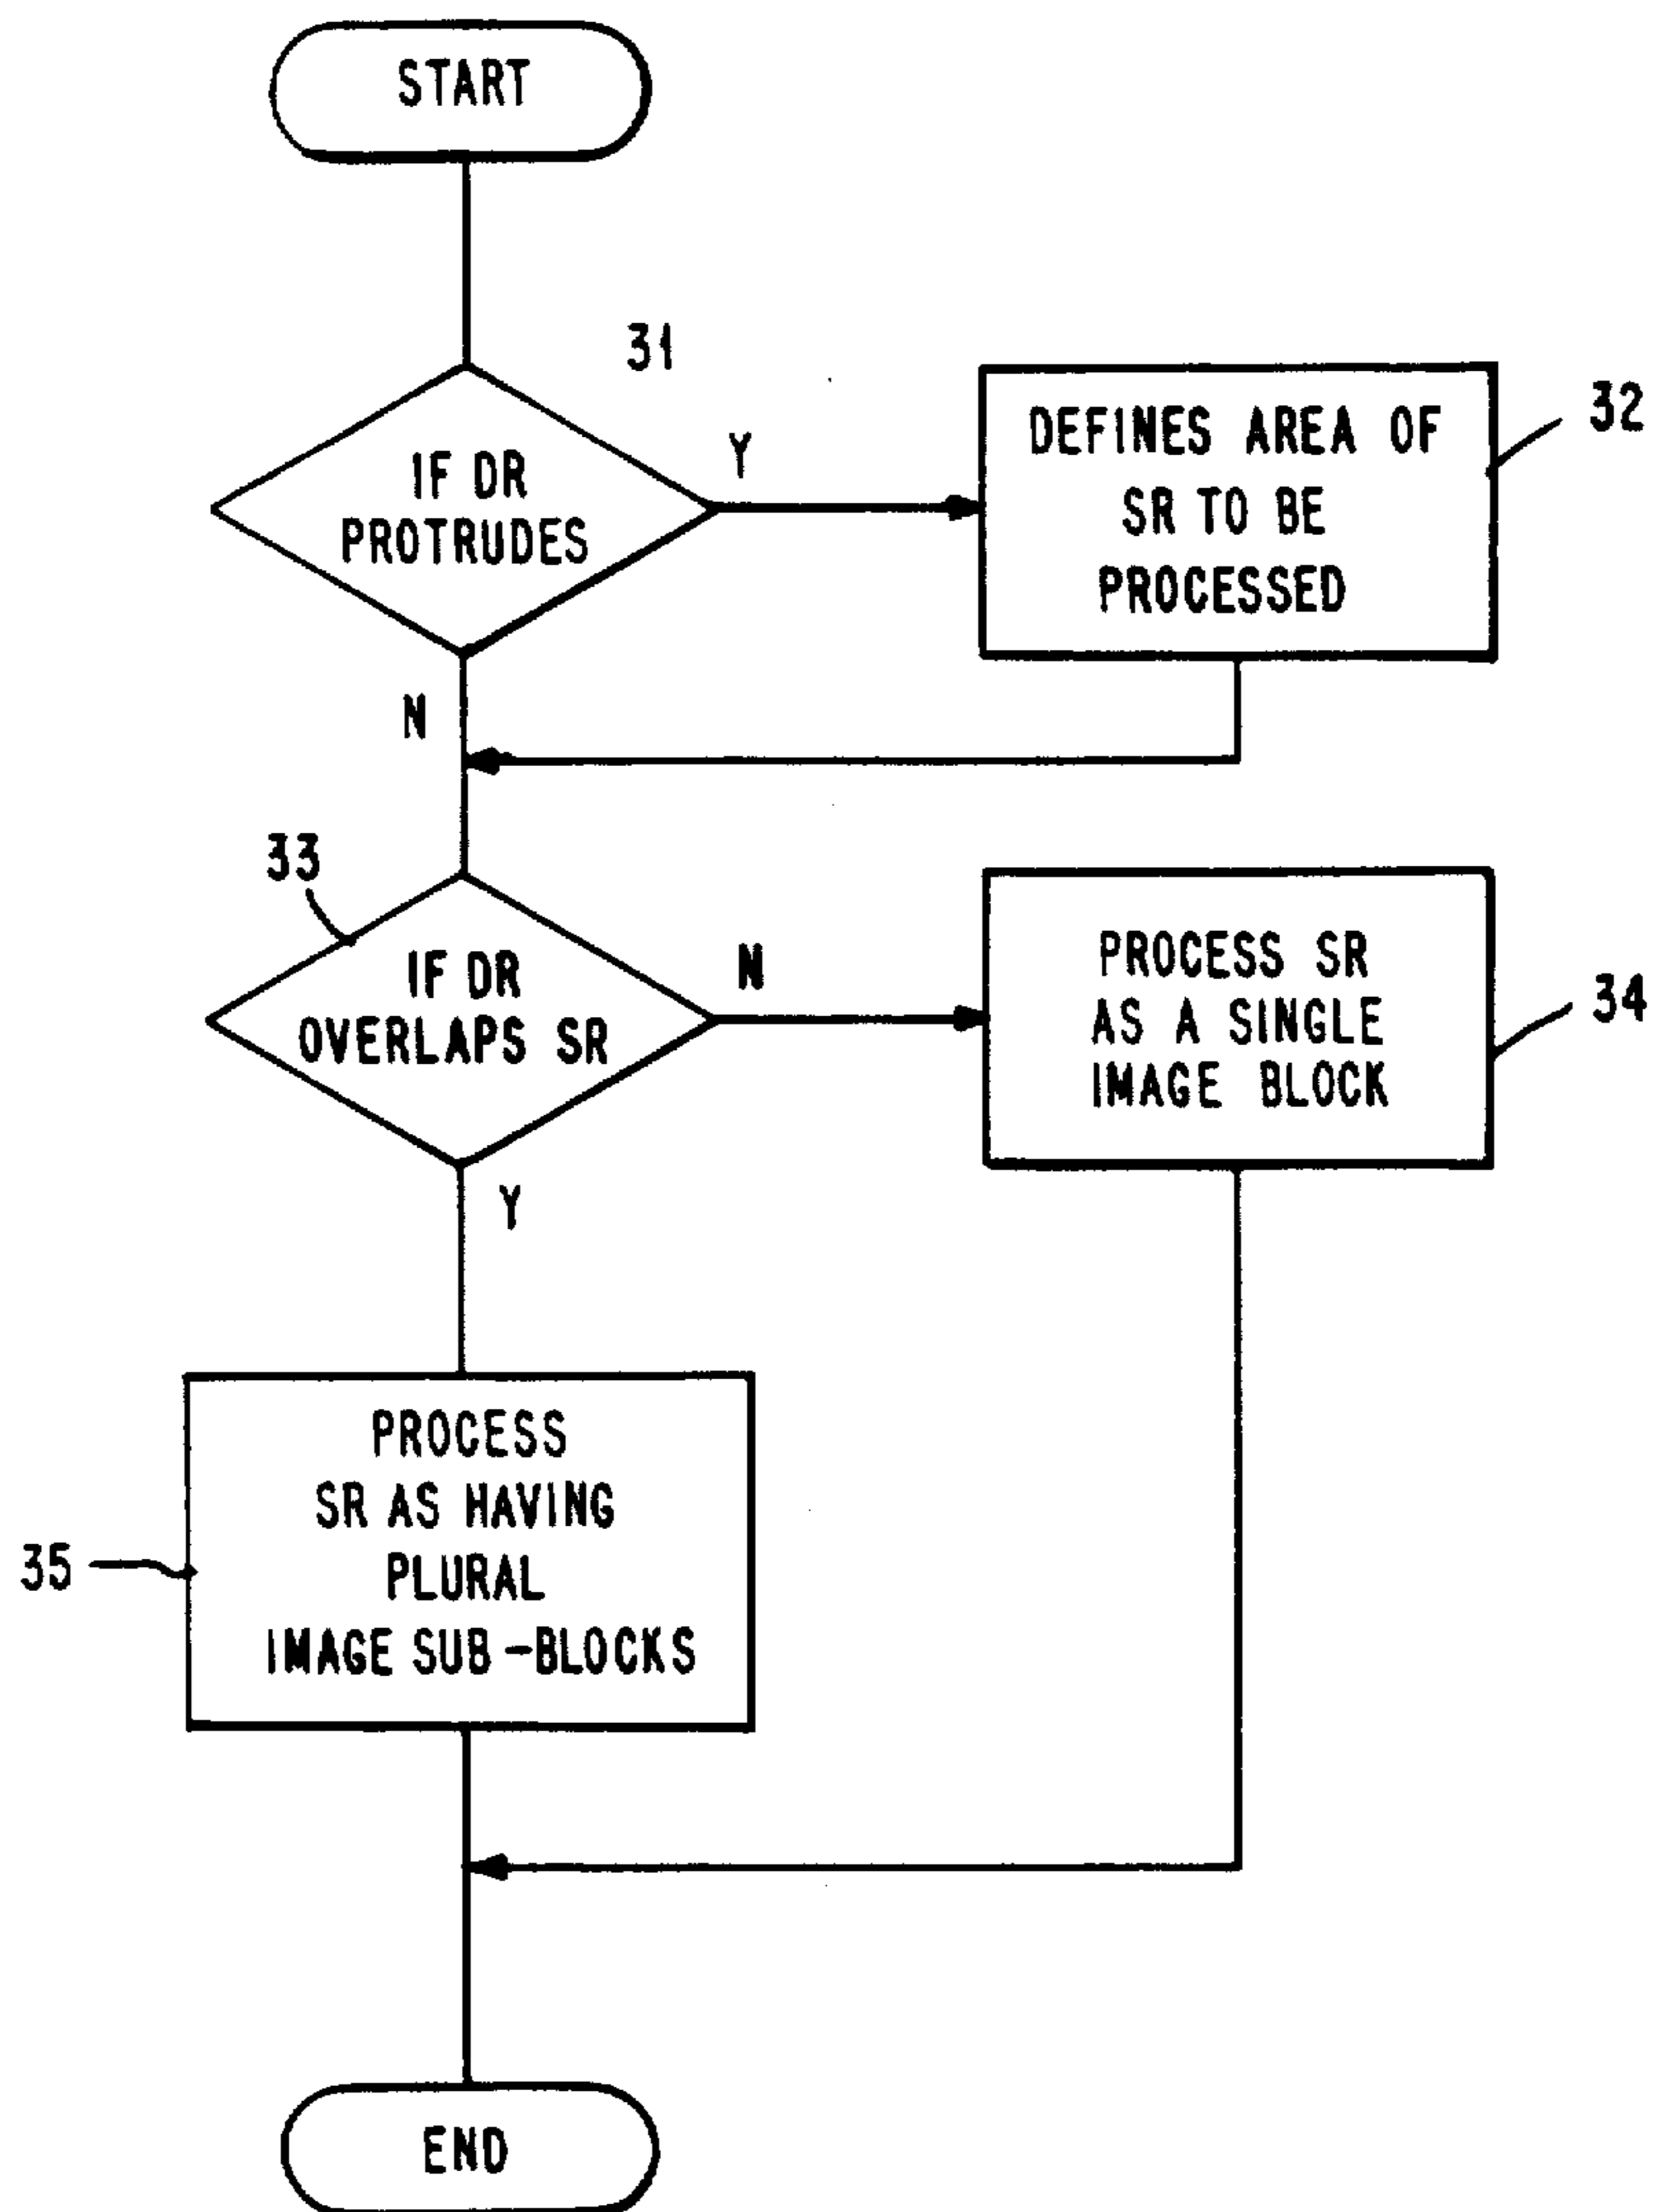 START
31
IF DR
PROTRUDES
Y
DEFINES AREA OF
SR TO BE
PROCESSED
32
N
33
IF DR
OVERLAPS SR
N
PROCESS SR
AS A SINGLE
IMAGE BLOCK
34
Y
PROCESS
SR AS HAVING
PLURAL
IMAGE SUB-BLOCKS
35
END